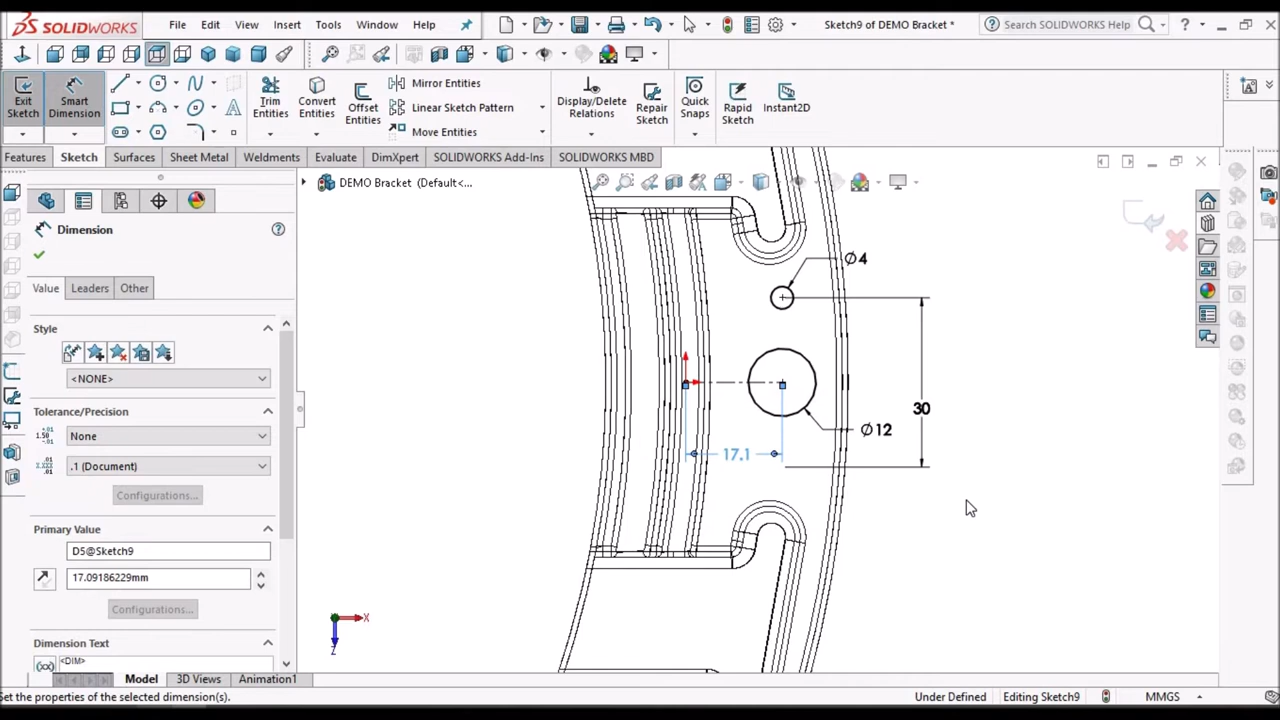 SOLIDWORKS File Edit View Insert Tools Window Help Sketch9 of DEMO Bracket * Search SOLIDWORKS Help ?
Exit Sketch
Smart Dimension
Trim Entities
Convert Entities
Offset Entities
Mirror Entities
Linear Sketch Pattern
Move Entities
Display/Delete Relations
Repair Sketch
Quick Snaps
Rapid Sketch
Instant2D
Features Sketch Surfaces Sheet Metal Weldments Evaluate DimXpert SOLIDWORKS Add-Ins SOLIDWORKS MBD
DEMO Bracket (Default<...
Dimension
Value Leaders Other
Style
<NONE>
Tolerance/Precision
None
.1 (Document)
Configurations...
Primary Value
D5@Sketch9
17.09186229mm
Configurations...
Dimension Text
<DIM>
Ø4
30
Ø12
17.1
X
Z
Model 3D Views Animation1
Set the properties of the selected dimension(s). Under Defined Editing Sketch9 MMGS